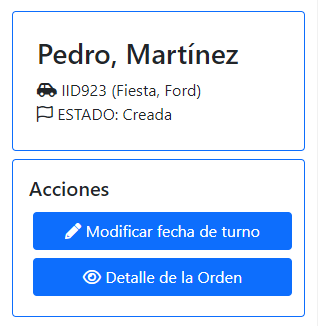 Pedro, Martínez
IID923 (Fiesta, Ford)
ESTADO: Creada
Acciones
Modificar fecha de turno
Detalle de la Orden